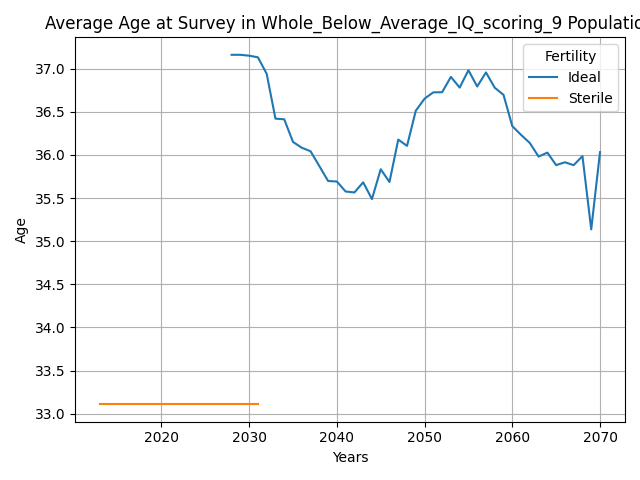 Average Age at Survey in Whole_Below_Average_IQ_scoring_9 Populatio
Fertility
Ideal
Sterile
37.0
36.5
36.0
35.5
35.0
34.5
34.0
33.5
33.0
Age
2020 2030 2040 2050 2060 2070
Years